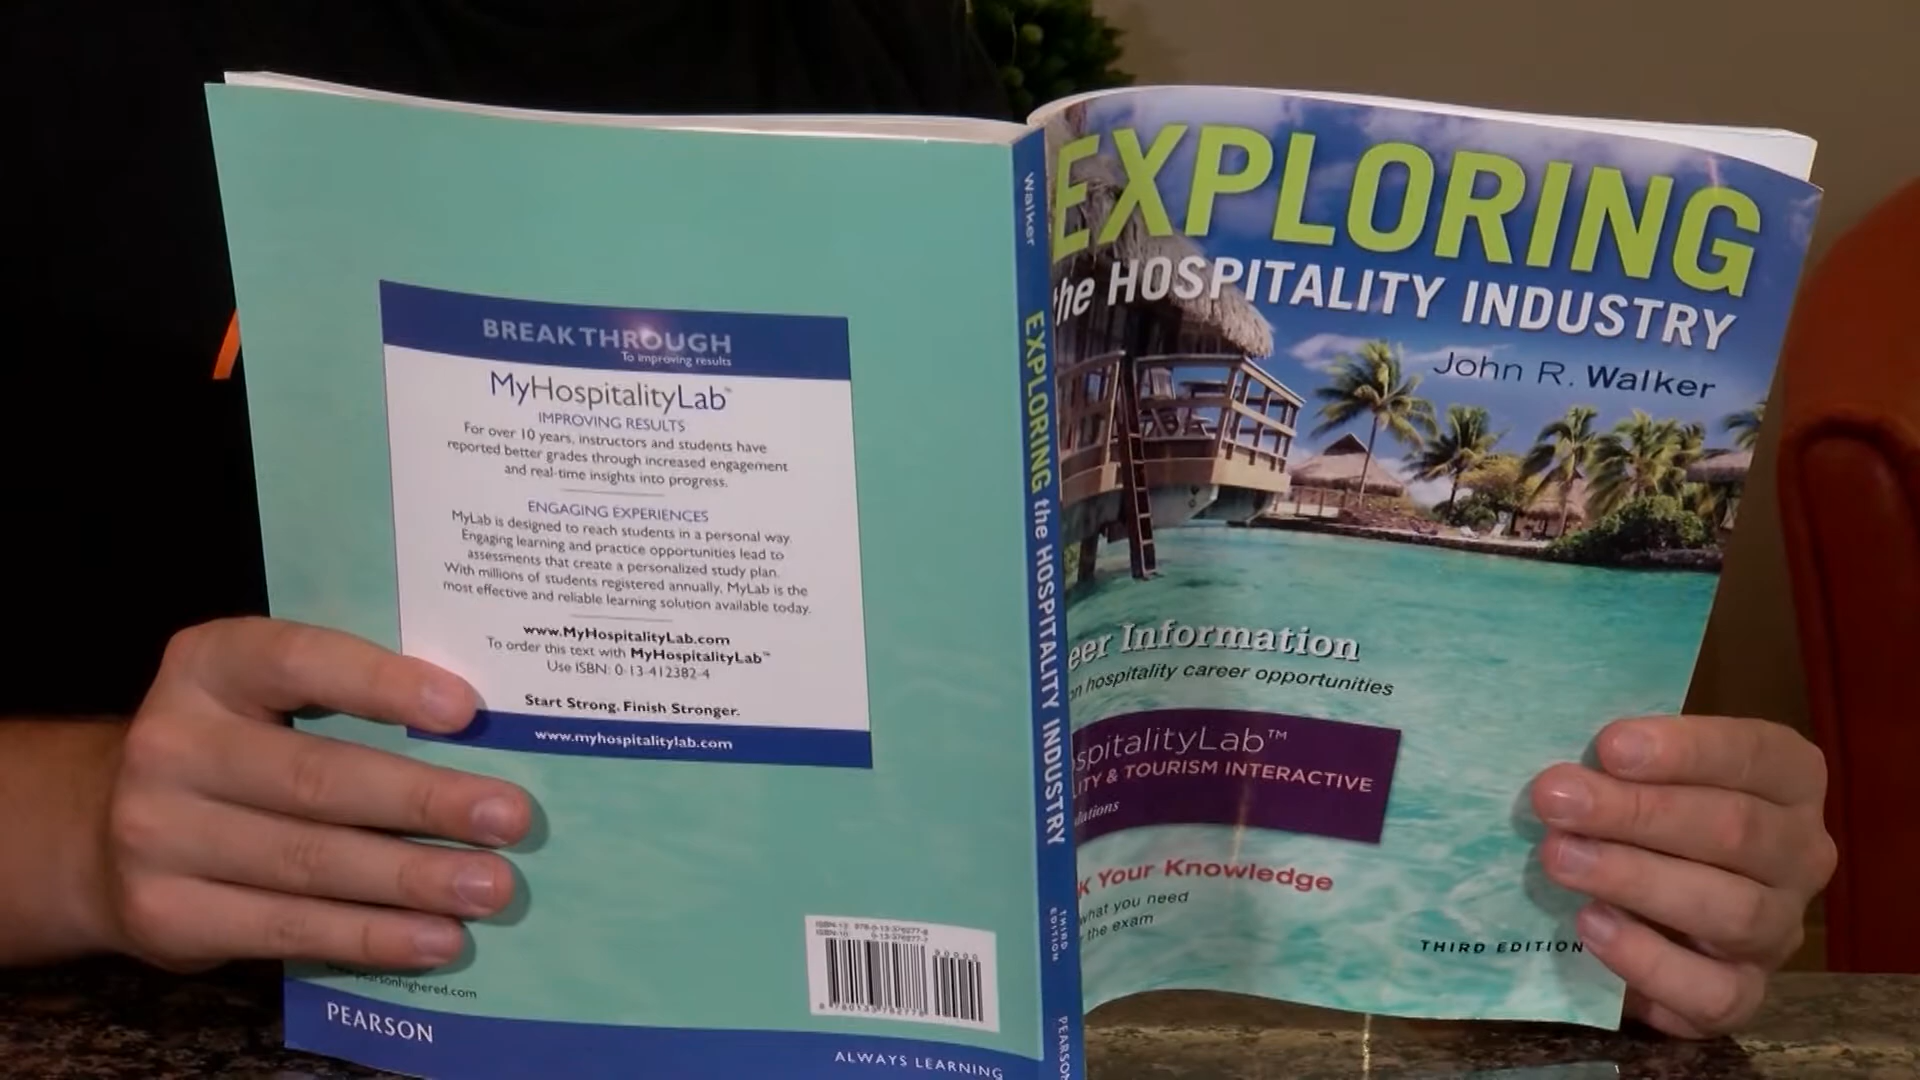 BREAKTHROUGH
To improving results
MyHospitalityLab™
IMPROVING RESULTS
For over 10 years, instructors and students have
reported better grades through increased engagement
and real-time insights into progress.
ENGAGING EXPERIENCES
MyLab is designed to reach students in a personal way.
Engaging learning and practice opportunities lead to
assessments that create a personalized study plan.
With millions of students registered annually, MyLab is the
most effective and reliable learning solution available today.
www.MyHospitalityLab.com
To order this text with MyHospitalityLab™
Use ISBN: 0-13-412382-4
Start Strong. Finish Stronger.
www.myhospitalitylab.com
PEARSON
ALWAYS LEARNING
Walker
EXPLORING the HOSPITALITY INDUSTRY
THIRD
EDITION
PEARSON
EXPLORING
the HOSPITALITY INDUSTRY
John R. Walker
eer Information
on hospitality career opportunities
spitalityLab™
ITY & TOURISM INTERACTIVE
K Your Knowledge
what you need
the exam
THIRD EDITION